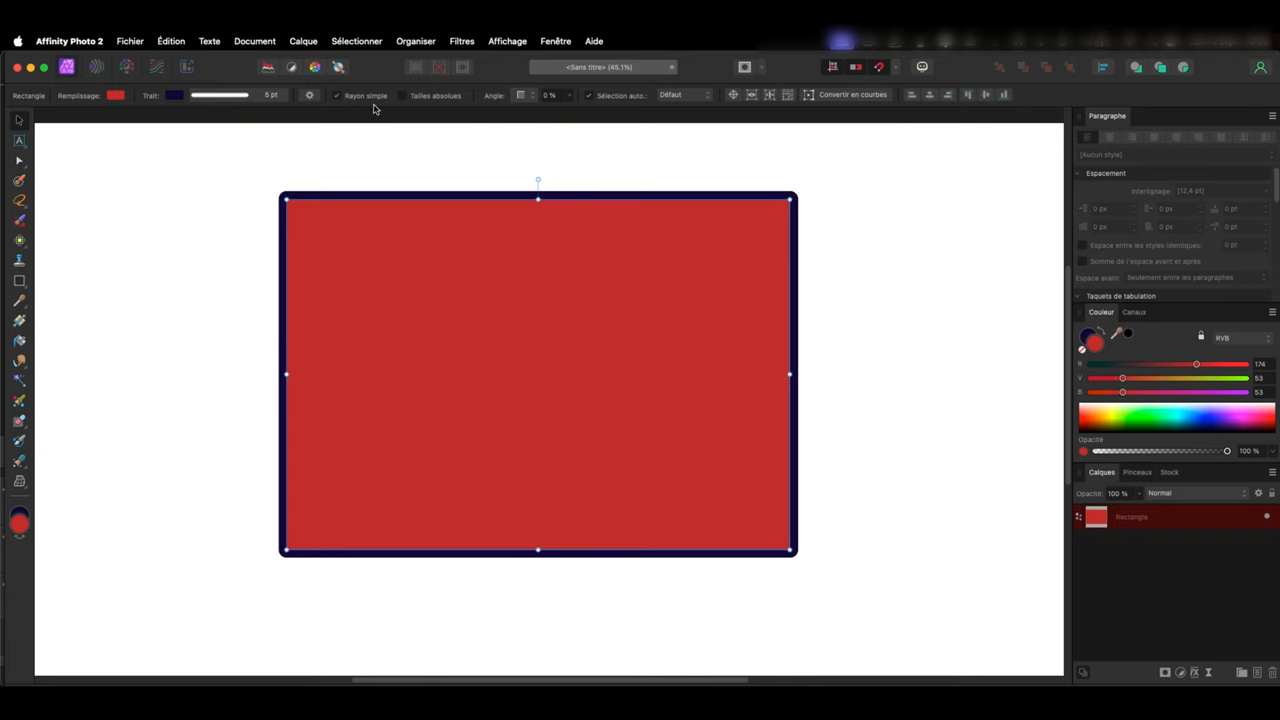 Affinity Photo 2 Fichier Édition Texte Document Calque Sélectionner Organiser Filtres Affichage Fenêtre Aide
<Sans titre> (45.1%)
Rectangle Remplissage: Trait: 5 pt Rayon simple Tailles absolues Angle: 0 % Sélection auto.: Défaut Convertir en courbes
Paragraphe
[Aucun style]
Espacement
Interlignage : [12,4 pt]
0 px 0 px 0 pt
0 px 0 px 0 pt
Espace entre les styles identiques: 0 pt
Somme de l'espace avant et après
Espace avant: Seulement entre les paragraphes
Taquets de tabulation
Couleur Canaux
RVB
R 174
V 53
B 53
Opacité
100 %
Calques Pinceaux Stock
Opacité: 100 % Normal
Rectangle